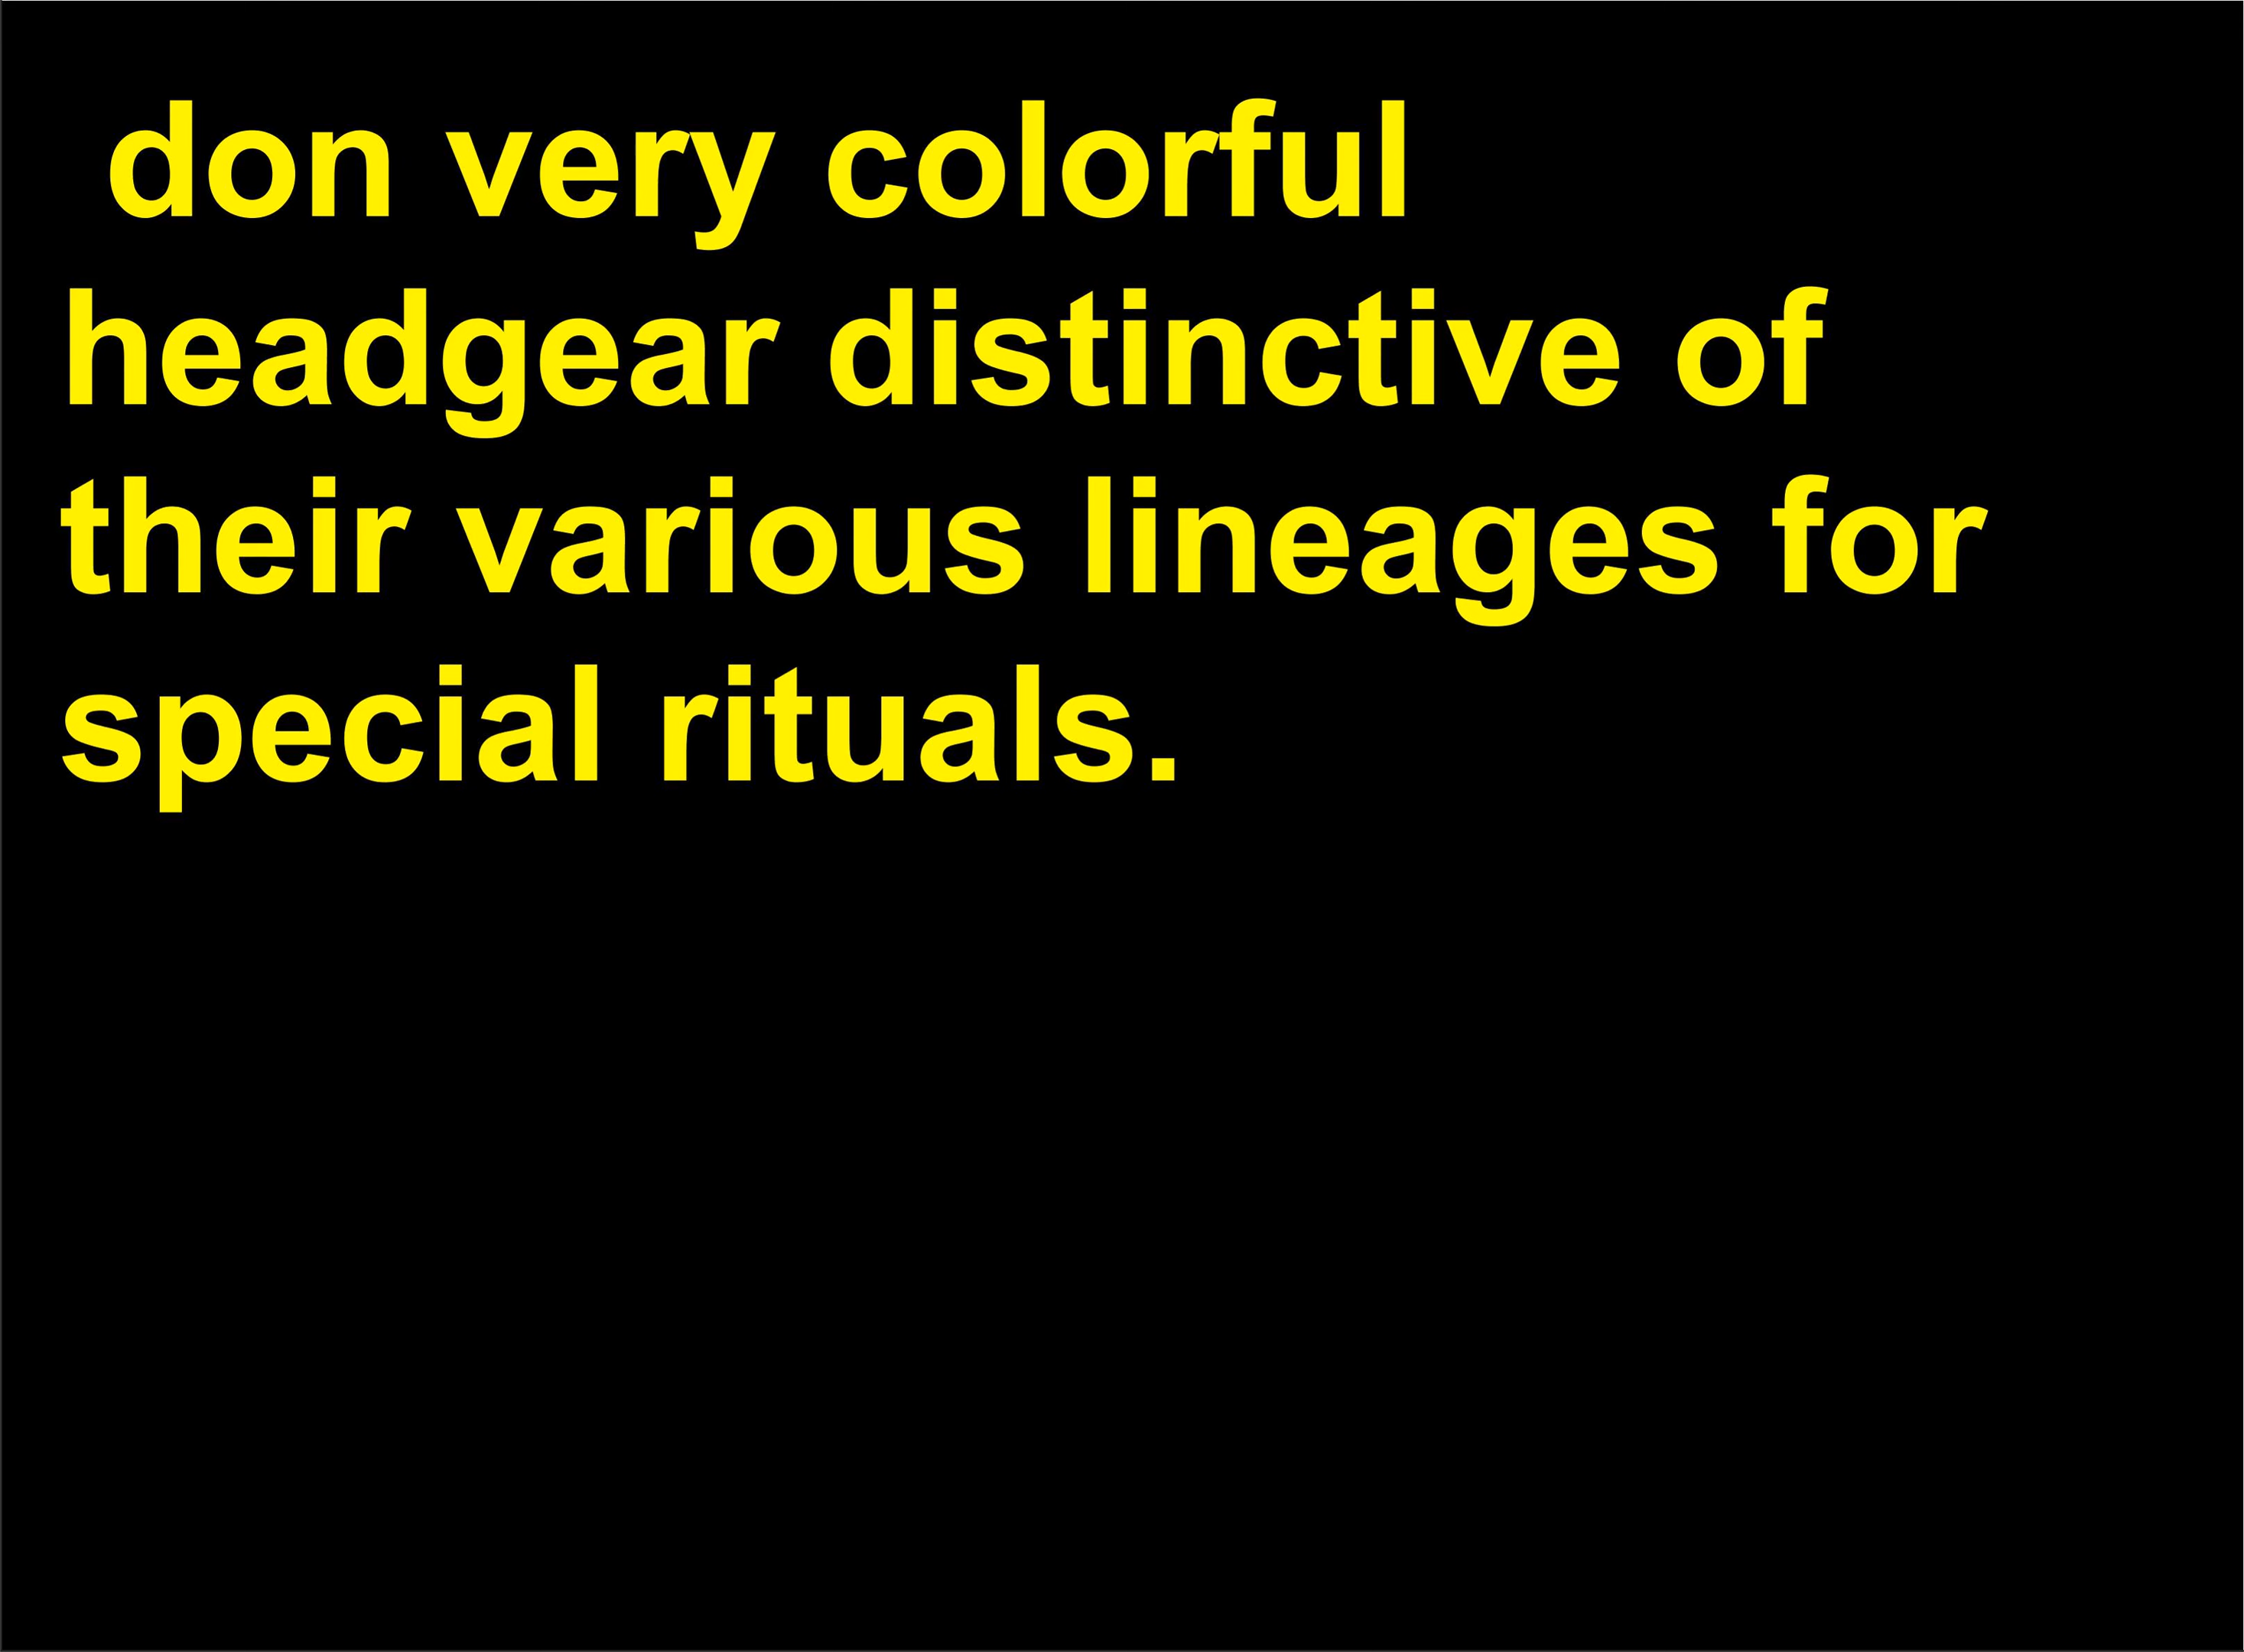 don very colorful
headgear distinctive of
their various lineages for
special rituals.